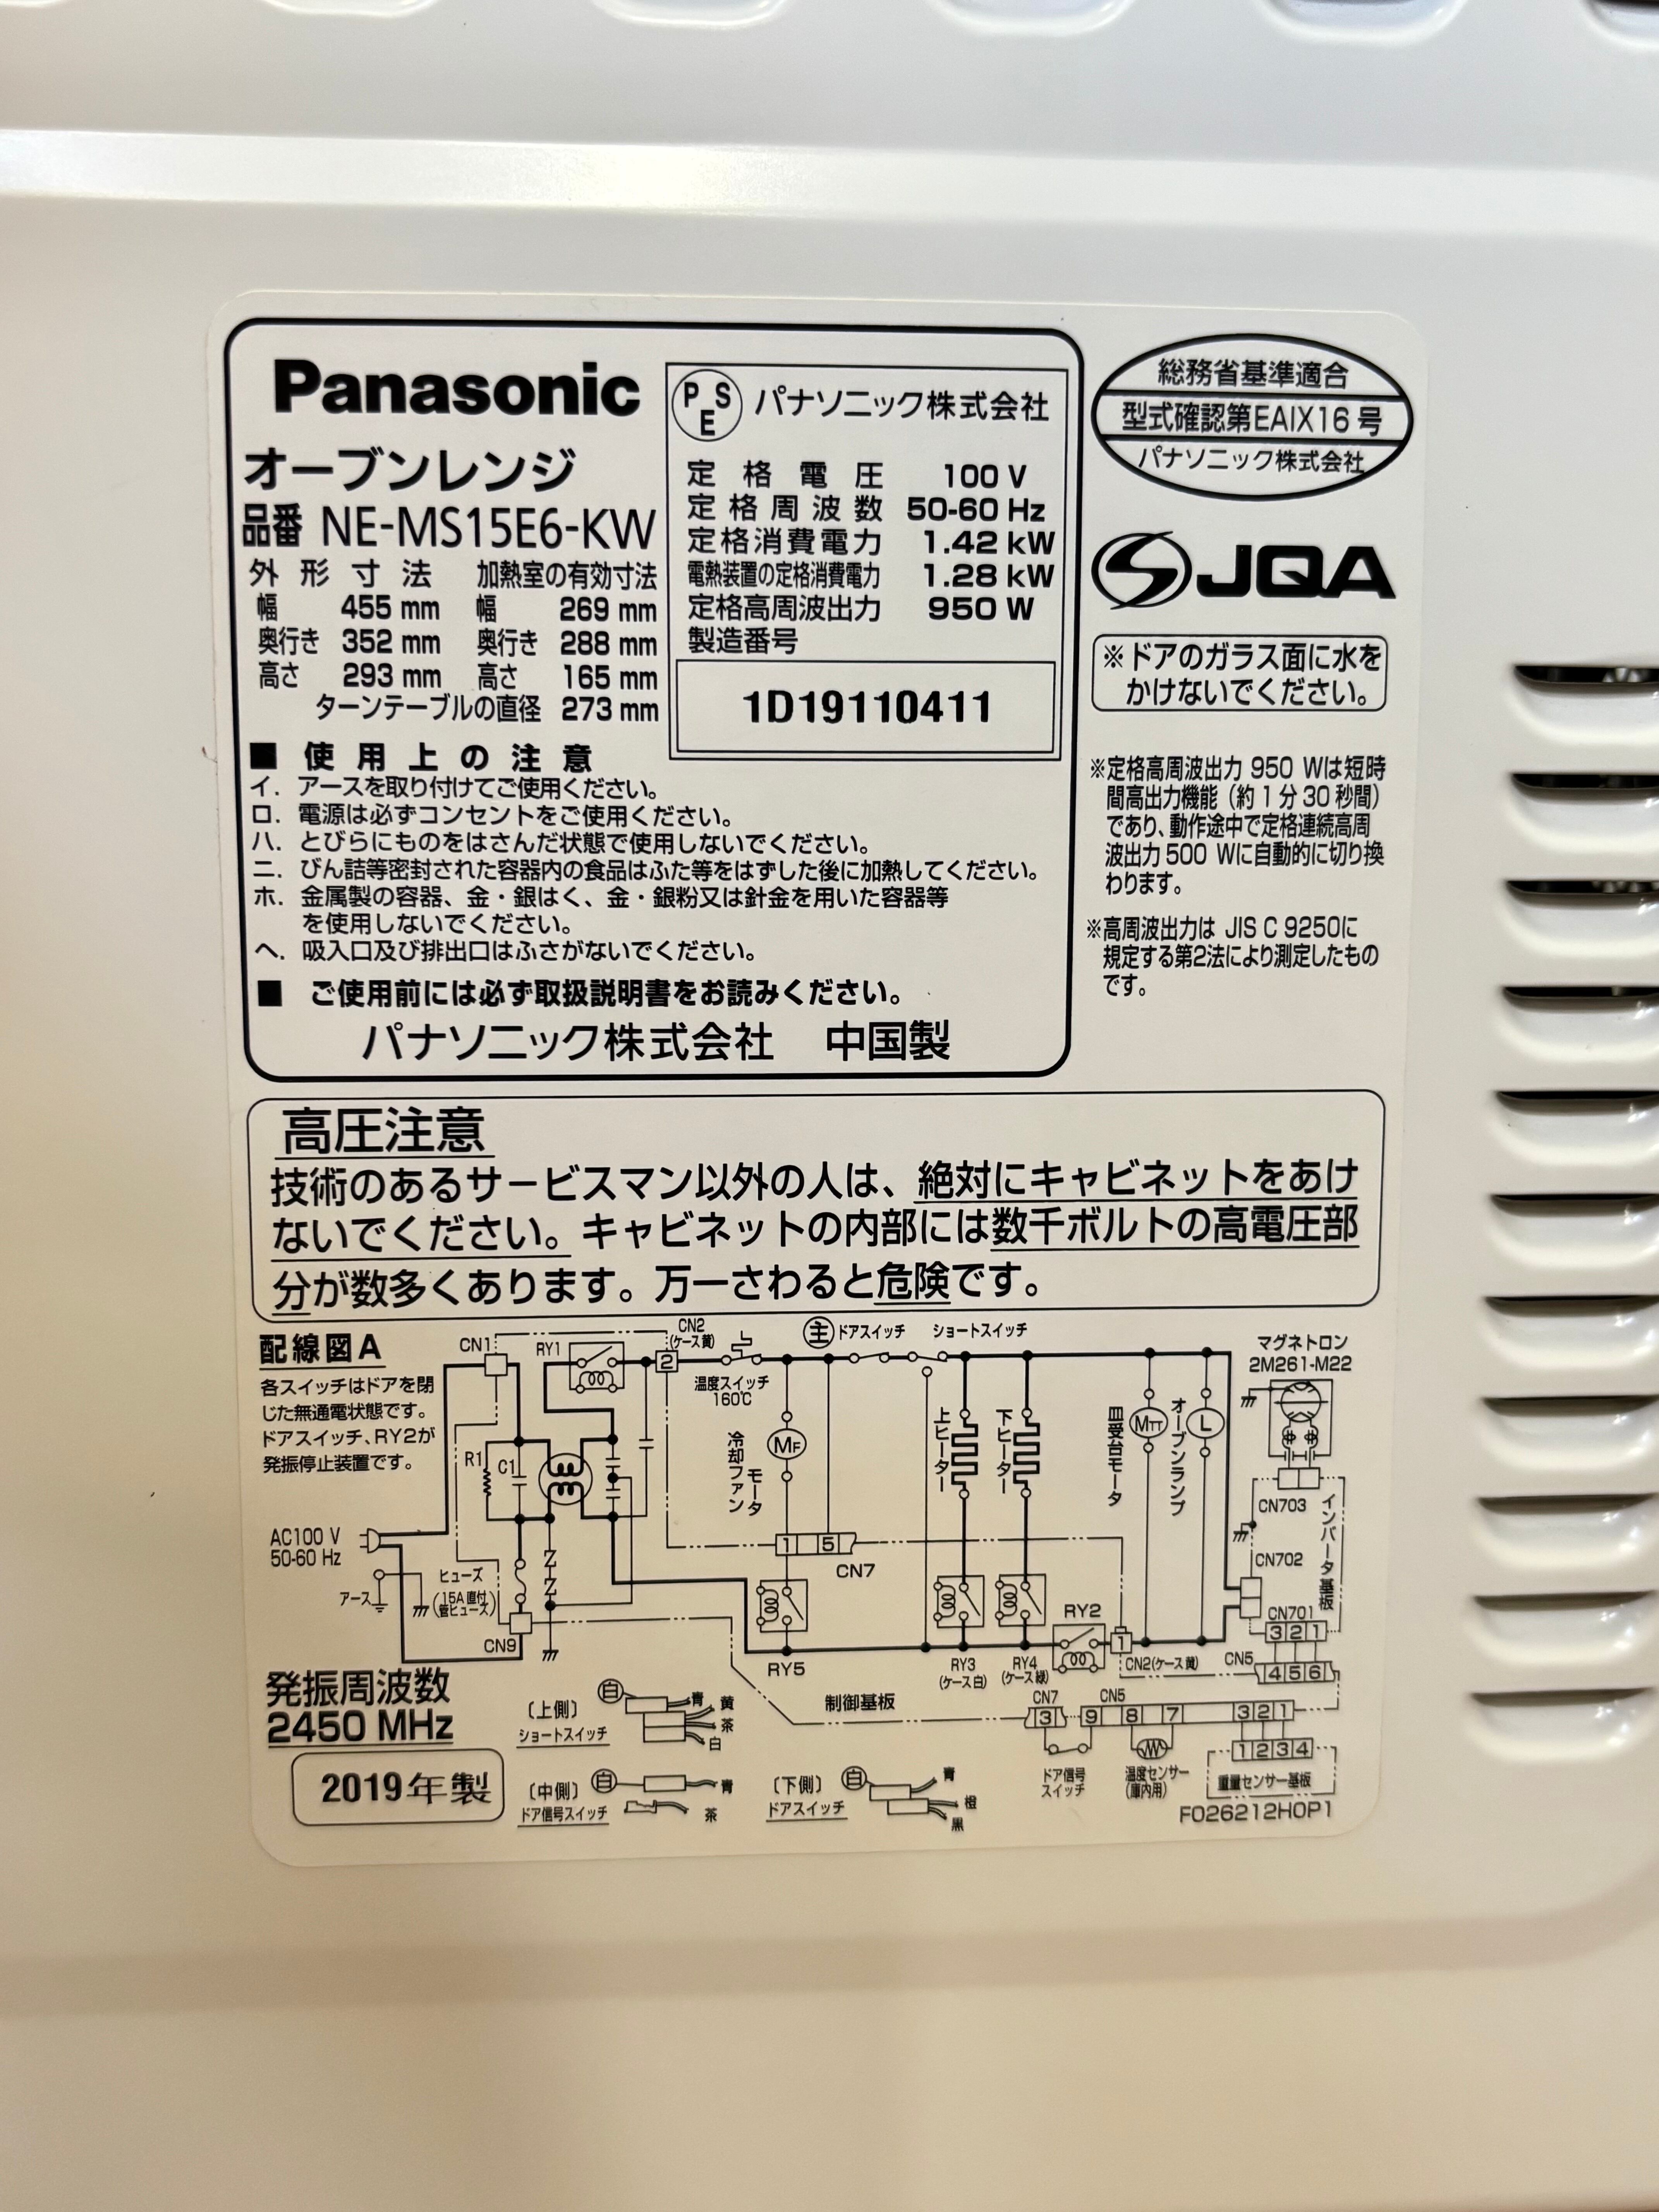 Panasonic
オーブンレンジ
品番 NE-MS15E6-KW
外形寸法 加熱室の有効寸法
幅 455 mm 幅 269 mm
奥行き 352 mm 奥行き 288 mm
高さ 293 mm 高さ 165 mm
ターンテーブルの直径 273 mm
PSE パナソニック株式会社
定格電圧 100 V
定格周波数 50-60 Hz
定格消費電力 1.42 kW
電熱装置の定格消費電力 1.28 kW
定格高周波出力 950 W
製造番号
1D19110411
■ 使用上の注意
イ. アースを取り付けてご使用ください。
ロ. 電源は必ずコンセントをご使用ください。
ハ. とびらにものをはさんだ状態で使用しないでください。
ニ. びん詰等密封された容器内の食品はふた等をはずした後に加熱してください。
ホ. 金属製の容器、金・銀はく、金・銀粉又は針金を用いた容器等
を使用しないでください。
ヘ. 吸入口及び排出口はふさがないでください。
■ ご使用前には必ず取扱説明書をお読みください。
パナソニック株式会社 中国製
総務省基準適合
型式確認第EAIX16号
パナソニック株式会社
JQA
※ドアのガラス面に水を
かけないでください。
※定格高周波出力 950 Wは短時
間高出力機能（約1分30秒間）
であり、動作途中で定格連続高周
波出力500 Wに自動的に切り換
わります。
※高周波出力は JIS C 9250に
規定する第2法により測定したもの
です。
高圧注意
技術のあるサービスマン以外の人は、絶対にキャビネットをあけ
ないでください。キャビネットの内部には数千ボルトの高電圧部
分が数多くあります。万一さわると危険です。
配線図A
各スイッチはドアを閉
じた無通電状態です。
ドアスイッチ、RY2が
発振停止装置です。
CN1
RY1
CN2
(ケース黄)
2
温度スイッチ
160℃
主 ドアスイッチ
ショートスイッチ
マグネトロン
2M261-M22
R1
C1
冷却ファンモータ
MF
上ヒーター
下ヒーター
皿受台モータ
MTT
オーブンランプ
L
CN703
インバータ基板
CN702
AC100 V
50-60 Hz
アース
ヒューズ
(15A直付
管ヒューズ)
CN9
1 5
CN7
RY5
RY3
(ケース白)
RY4
(ケース緑)
RY2
1
CN2(ケース黄)
CN701
3 2 1
CN5
4 5 6
制御基板
CN7
3
CN5
9 8 7 3 2 1
1 2 3 4
ドア信号
スイッチ
温度センサー
(庫内用)
重量センサー基板
F026212H0P1
発振周波数
2450 MHz
2019年製
〔上側〕
ショートスイッチ
白 青 黄 茶 白
〔中側〕
ドア信号スイッチ
白 青 茶
〔下側〕
ドアスイッチ
白 青 橙 黒